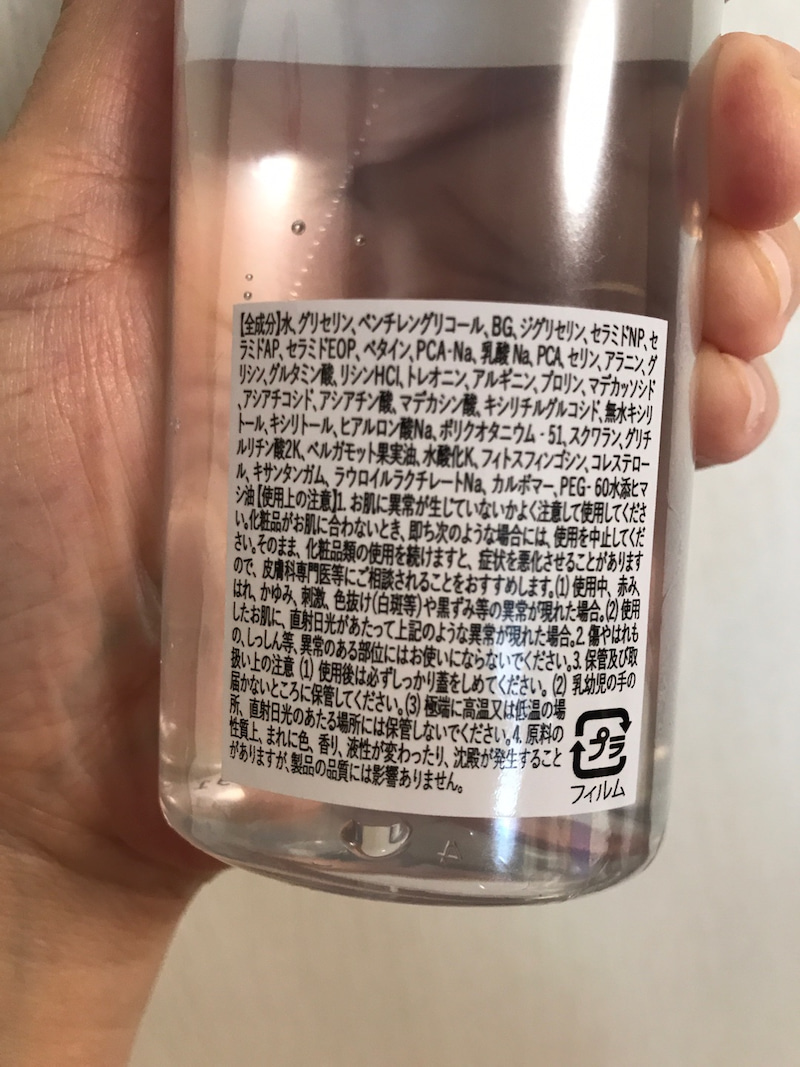 【全成分】水、グリセリン、ペンチレングリコール、BG、ジグリセリン、セラミドNP、セ
ラミドAP、セラミドEOP、ベタイン、PCA-Na、乳酸Na、PCA、セリン、アラニン、グ
リシン、グルタミン酸、リシンHCl、トレオニン、アルギニン、プロリン、マデカッソシド
、アシアチコシド、アシアチン酸、マデカシン酸、キシリチルグルコシド、無水キシリ
トール、キシリトール、ヒアルロン酸Na、ポリクオタニウム-51、スクワラン、グリチ
ルリチン酸2K、ベルガモット果実油、水酸化K、フィトスフィンゴシン、コレステロー
ル、キサンタンガム、ラウロイルラクチレートNa、カルボマー、PEG-60水添ヒマ
シ油【使用上の注意】1. お肌に異常が生じていないかよく注意して使用してくださ
い。化粧品がお肌に合わないとき、即ち次のような場合には、使用を中止してくだ
さい。そのまま、化粧品類の使用を続けますと、症状を悪化させることがあります
ので、皮膚科専門医等にご相談されることをおすすめします。(1) 使用中、赤み、
はれ、かゆみ、刺激、色抜け(白斑等)や黒ずみ等の異常が現れた場合。(2) 使用
したお肌に、直射日光があたって上記のような異常が現れた場合。2. 傷やはれも
の、しっしん等、異常のある部位にはお使いにならないでください。3. 保管及び取
扱い上の注意 (1) 使用後は必ずしっかり蓋をしめてください。(2) 乳幼児の手の
届かないところに保管してください。(3) 極端に高温又は低温の場
所、直射日光のあたる場所には保管しないでください。4. 原料の
性質上、まれに色、香り、液性が変わったり、沈殿が発生すること
がありますが、製品の品質には影響ありません。
プラ
フィルム